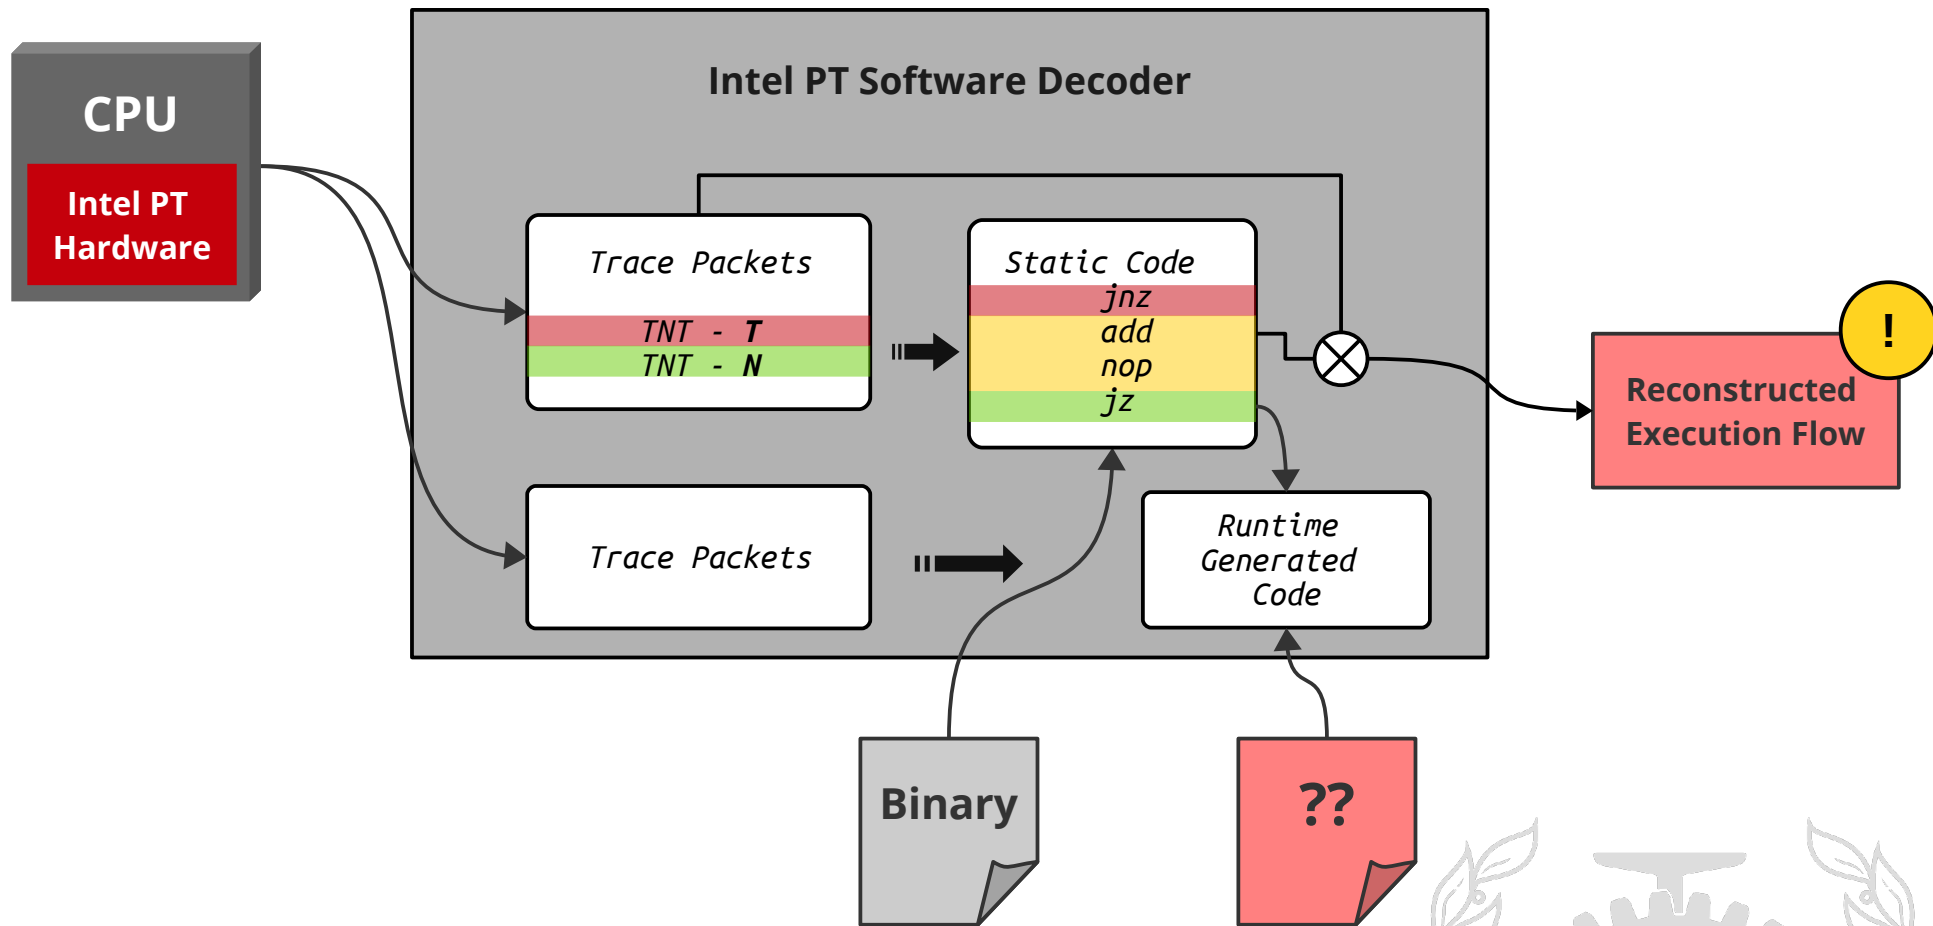 Intel PT Software Decoder
CPU
Intel PT
Hardware
Trace Packets
TNT - T
TNT - N
Static Code
jnz
add
nop
jz
!
Reconstructed
Execution Flow
Trace Packets
Runtime
Generated
Code
Binary
??